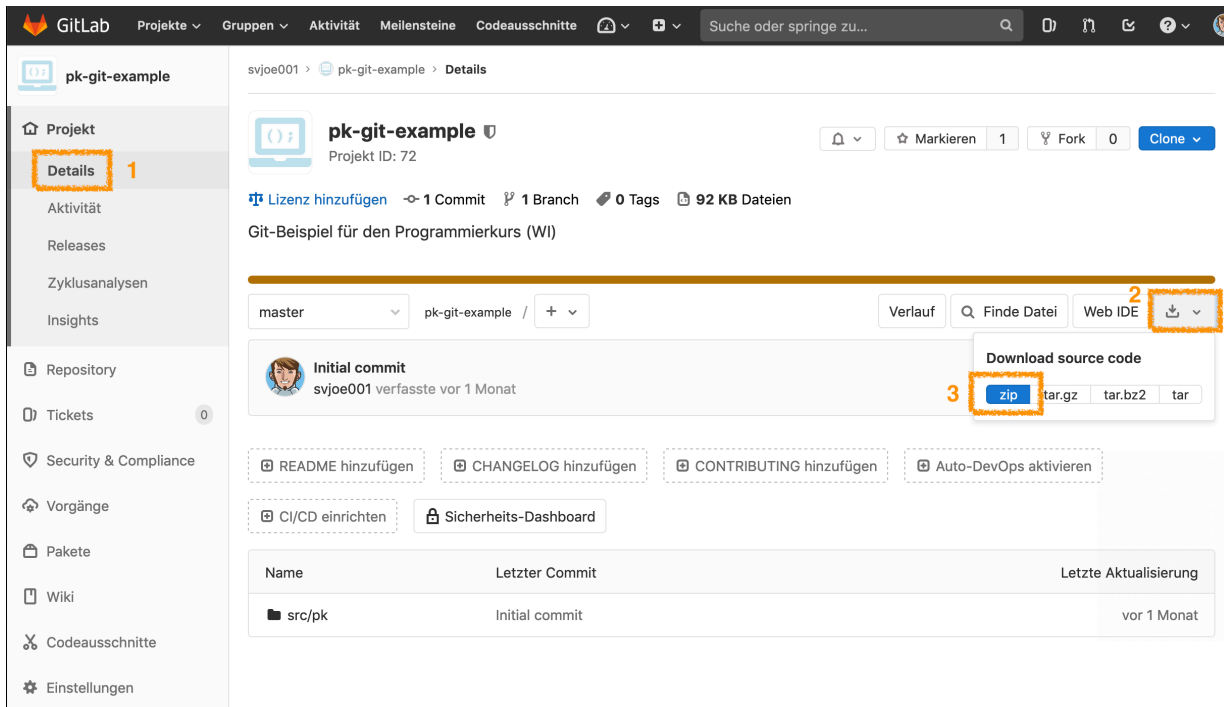 GitLab Projekte Gruppen Aktivität Meilensteine Codeausschnitte Suche oder springe zu...
pk-git-example
svjoe001 › pk-git-example › Details
Projekt
Details 1
Aktivität
Releases
Zyklusanalysen
Insights
Repository
Tickets 0
Security & Compliance
Vorgänge
Pakete
Wiki
Codeausschnitte
Einstellungen
pk-git-example
Projekt ID: 72
Markieren 1 Fork 0 Clone
Lizenz hinzufügen 1 Commit 1 Branch 0 Tags 92 KB Dateien
Git-Beispiel für den Programmierkurs (WI)
2
master pk-git-example / + Verlauf Finde Datei Web IDE
Initial commit
svjoe001 verfasste vor 1 Monat
Download source code
3 zip tar.gz tar.bz2 tar
README hinzufügen CHANGELOG hinzufügen CONTRIBUTING hinzufügen Auto-DevOps aktivieren
CI/CD einrichten Sicherheits-Dashboard
Name Letzter Commit Letzte Aktualisierung
src/pk Initial commit vor 1 Monat